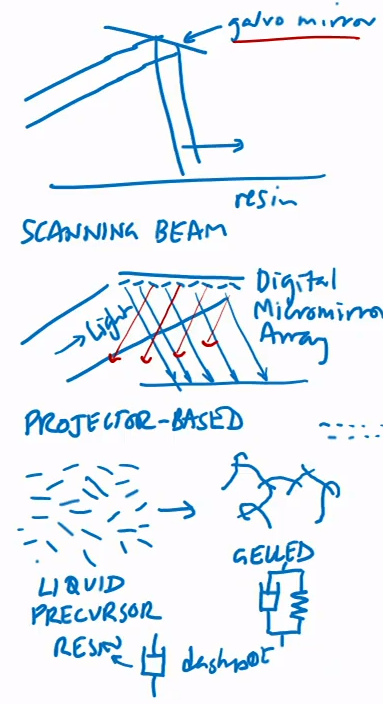 galvo mirror
resin
SCANNING BEAM
Light
Digital
Micromirror
Array
PROJECTOR-BASED
GELLED
LIQUID
PRECURSOR
RESIN
dashpot